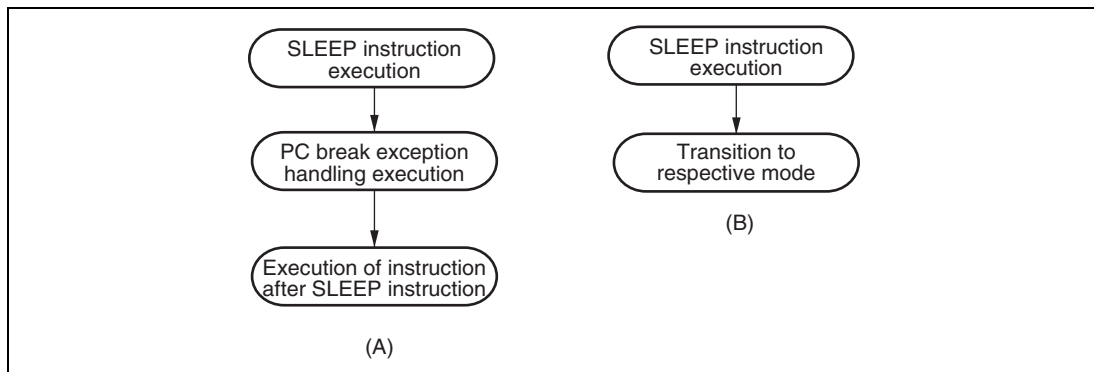 SLEEP instruction
execution
PC break exception
handling execution
Execution of instruction
after SLEEP instruction
(A)
SLEEP instruction
execution
Transition to
respective mode
(B)